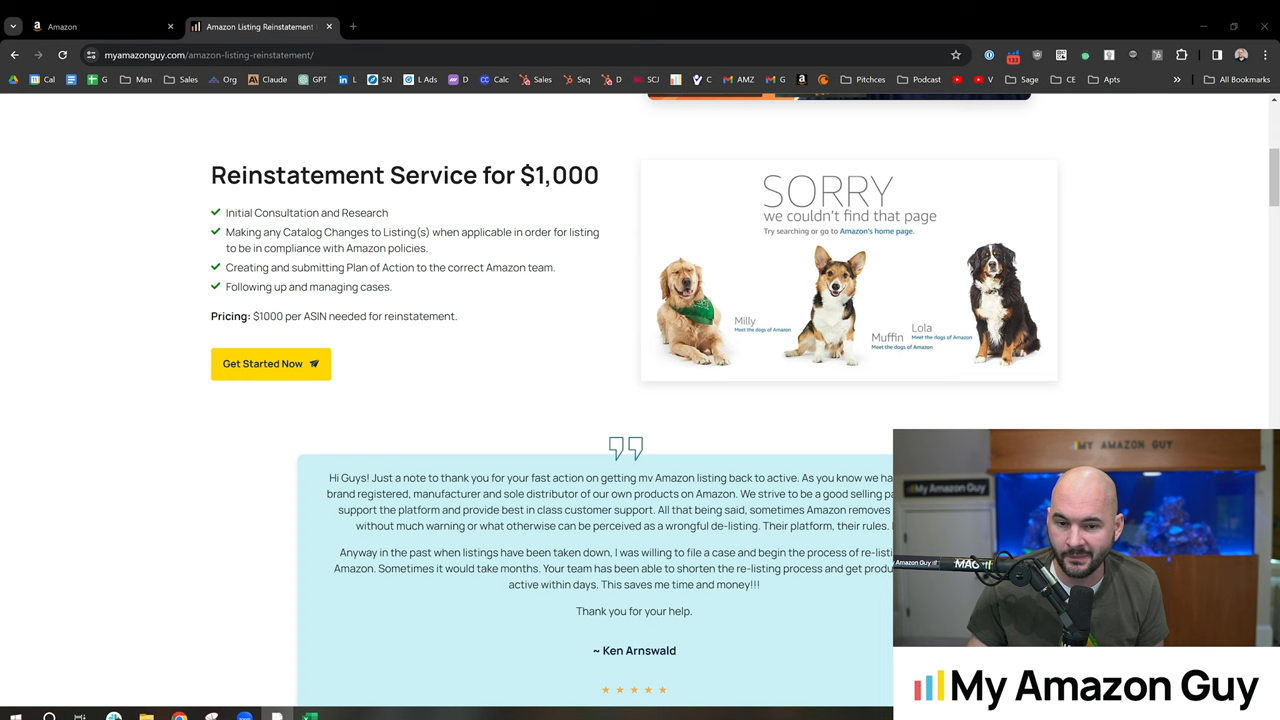 Amazon
Amazon Listing Reinstatement
myamazonguy.com/amazon-listing-reinstatement/
Cal G Man Sales Org Claude GPT L SN L Ads D Calc Sales Seq D SCJ C AMZ G Pitchces Podcast V Sage CE Apts » All Bookmarks
Reinstatement Service for $1,000
Initial Consultation and Research
Making any Catalog Changes to Listing(s) when applicable in order for listing
to be in compliance with Amazon policies.
Creating and submitting Plan of Action to the correct Amazon team.
Following up and managing cases.
Pricing: $1000 per ASIN needed for reinstatement.
Get Started Now
SORRY
we couldn't find that page
Try searching or go to Amazon's home page.
Milly
Meet the dogs of Amazon
Muffin
Meet the dogs of Amazon
Lola
Meet the dogs of Amazon
Hi Guys! Just a note to thank you for your fast action on getting my Amazon listing back to active. As you know we ha
brand registered, manufacturer and sole distributor of our own products on Amazon. We strive to be a good selling pa
support the platform and provide best in class customer support. All that being said, sometimes Amazon removes
without much warning or what otherwise can be perceived as a wrongful de-listing. Their platform, their rules.
Anyway in the past when listings have been taken down, I was willing to file a case and begin the process of re-listi
Amazon. Sometimes it would take months. Your team has been able to shorten the re-listing process and get produ
active within days. This saves me time and money!!!
Thank you for your help.
~ Ken Arnswald
MY AMAZON GUY
My Amazon Guy
Amazon Guy
MAG
My Amazon Guy